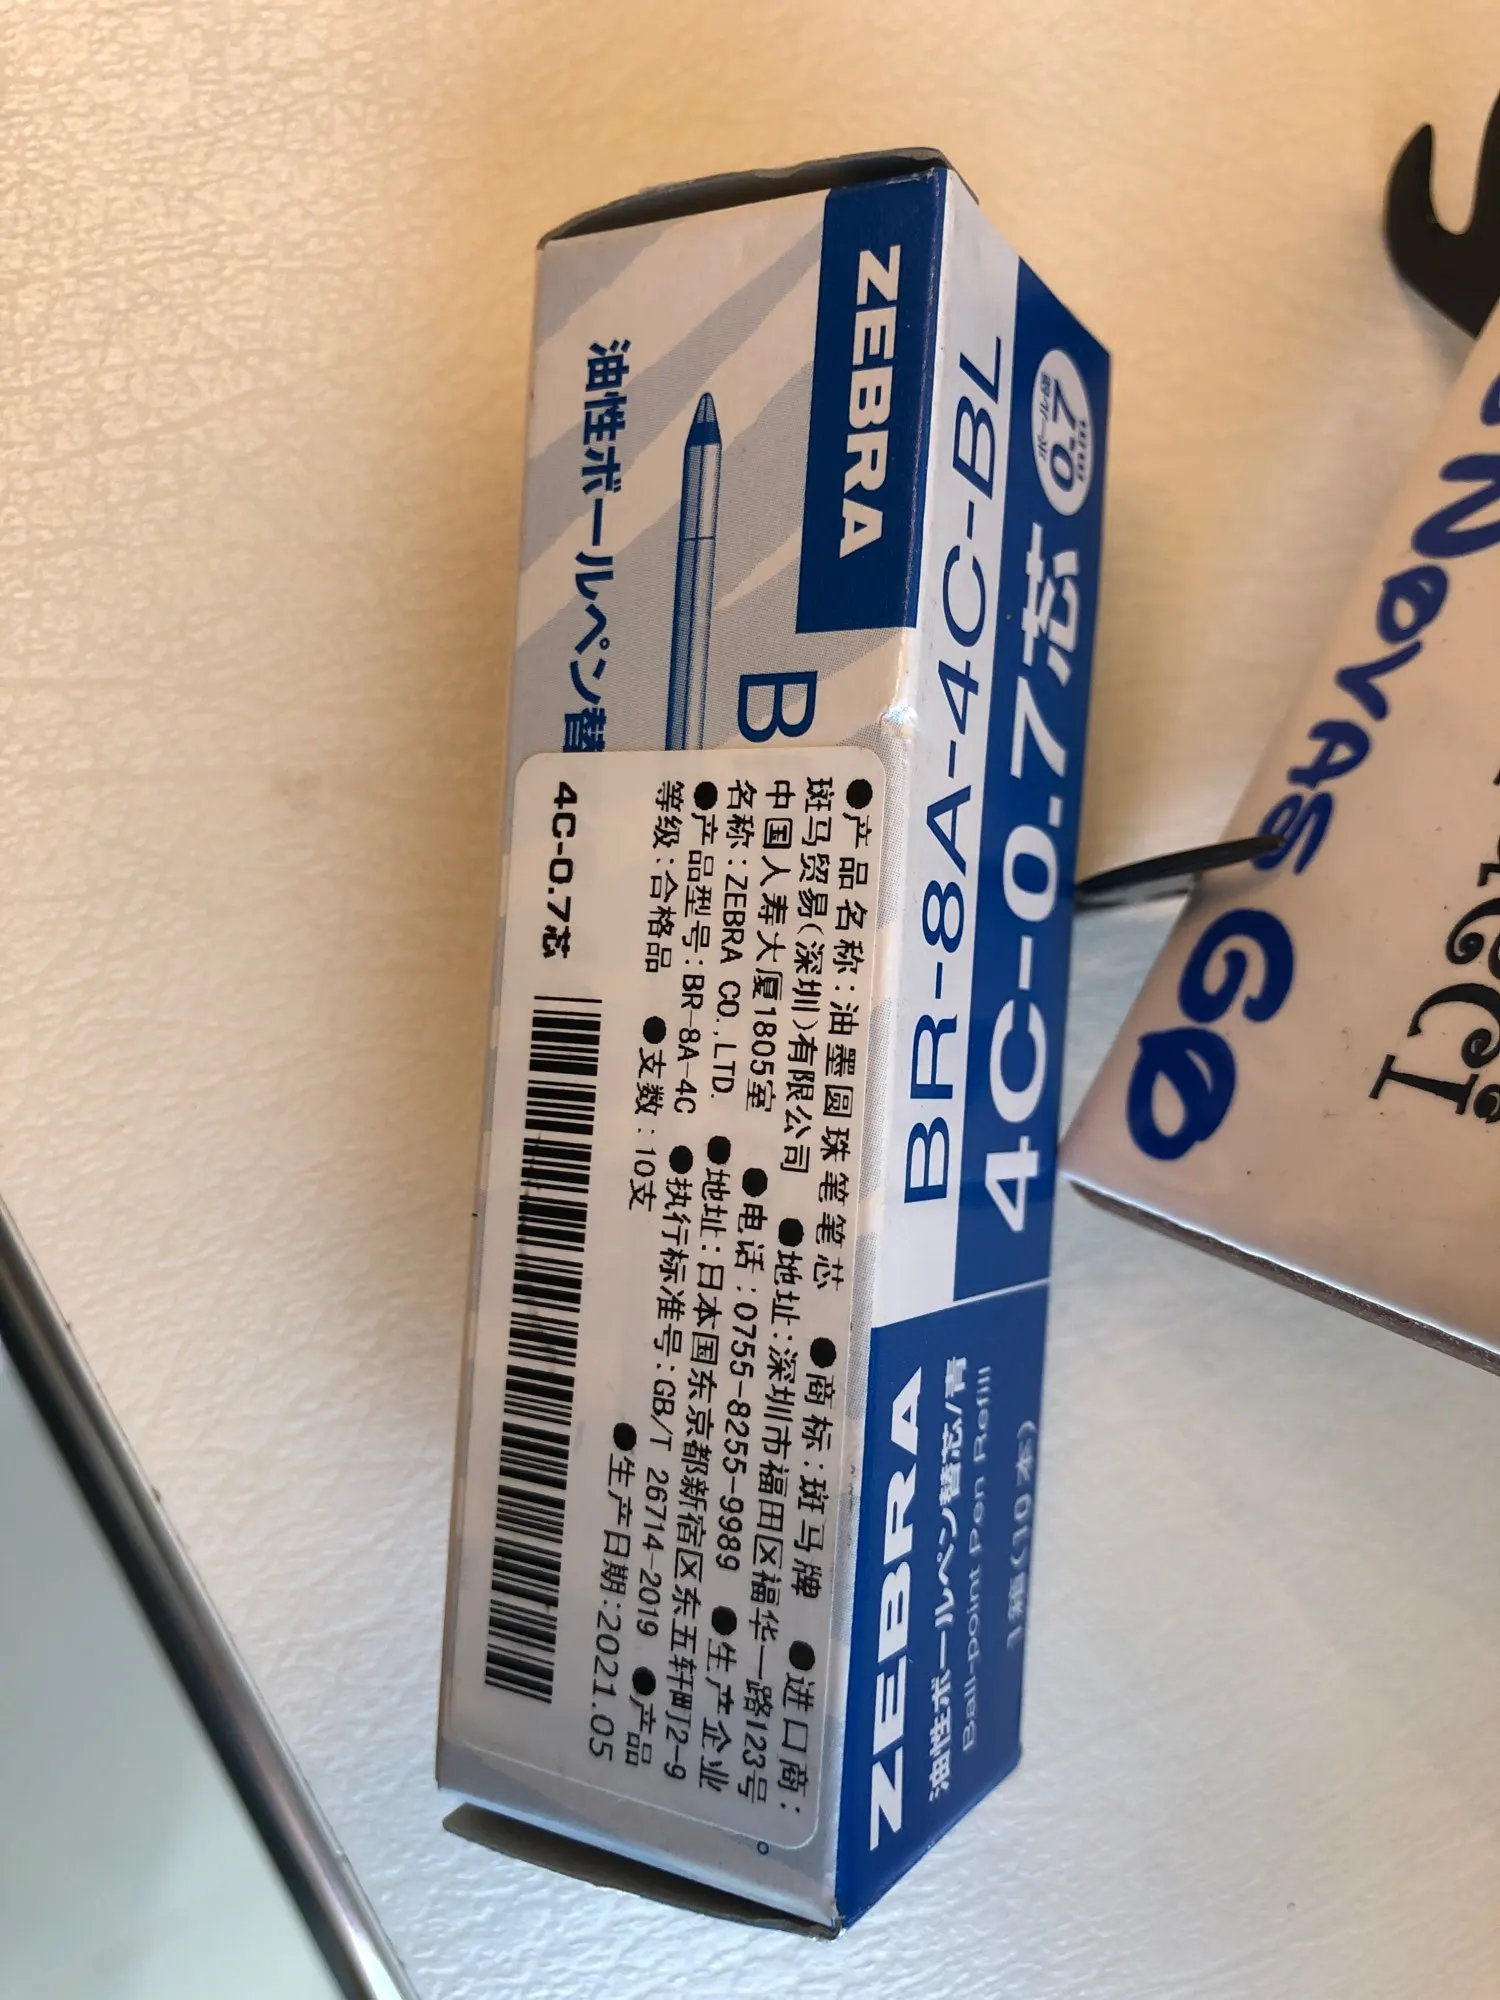 ZEBRA
油性ボールペン替
B
●产品名称:油墨圆珠笔笔芯 ●商标:斑马牌 ●进口商:
斑马贸易(深圳)有限公司 ●地址:深圳市福田区福华一路123号
中国人寿大厦1805室 ●电话:0755-8255-9989 ●生产企业
名称:ZEBRA CO.,LTD. ●地址:日本国东京都新宿区东五轩町2-9
●产品型号:BR-8A-4C ●执行标准号:GB/T 26714-2019 ●产品
等级:合格品 ●支数:10支 ●生产日期:2021.05
4C-0.7芯
BR-8A-4C-BL
4C-0.7芯
0.7
mm
ボール径
ZEBRA
油性ボールペン替芯/青
Ball-point Pen Refill
1箱(10本)
NOVAS GO